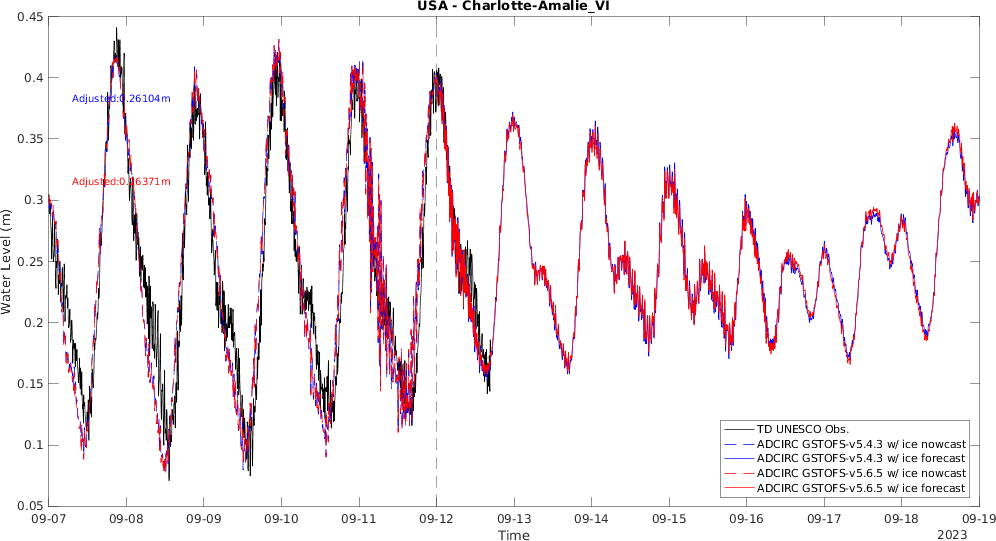 USA - Charlotte-Amalie_VI
0.45
0.4
0.35
0.3
0.25
0.2
0.15
0.1
0.05
Water Level (m)
Adjusted:0.26104m
Adjusted:0.26371m
TD UNESCO Obs.
ADCIRC GSTOFS-v5.4.3 w/ ice nowcast
ADCIRC GSTOFS-v5.4.3 w/ ice forecast
ADCIRC GSTOFS-v5.6.5 w/ ice nowcast
ADCIRC GSTOFS-v5.6.5 w/ ice forecast
09-07 09-08 09-09 09-10 09-11 09-12 09-13 09-14 09-15 09-16 09-17 09-18 09-19
Time
2023